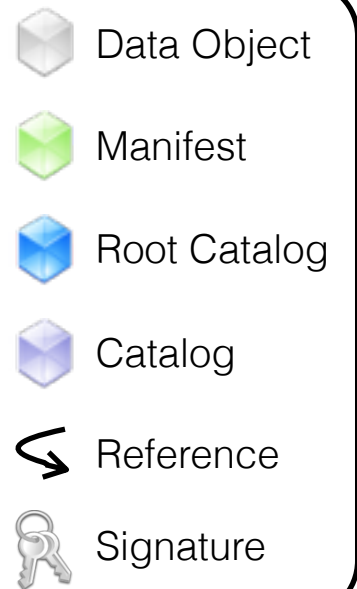 Data Object
Manifest
Root Catalog
Catalog
Reference
Signature